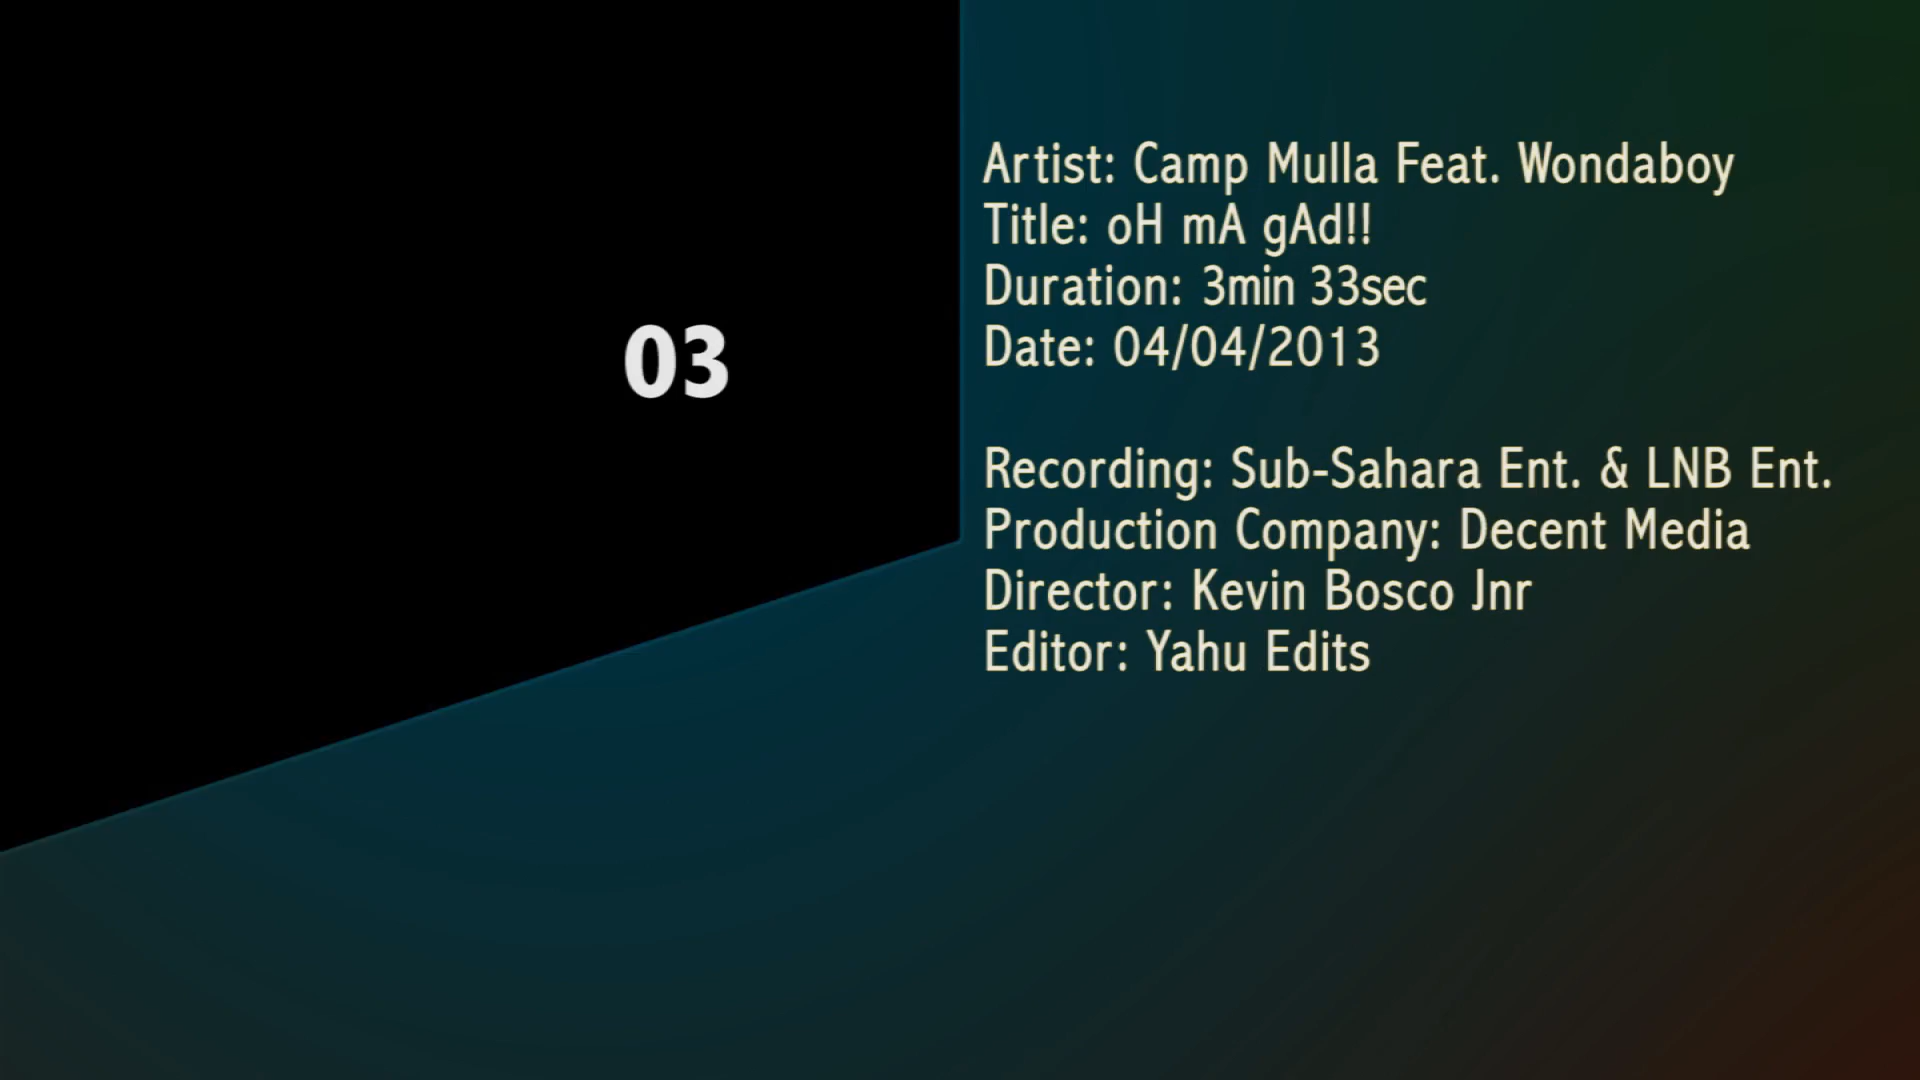 03
Artist: Camp Mulla Feat. Wondaboy
Title: oH mA gAd!!
Duration: 3min 33sec
Date: 04/04/2013
Recording: Sub-Sahara Ent. & LNB Ent.
Production Company: Decent Media
Director: Kevin Bosco Jnr
Editor: Yahu Edits